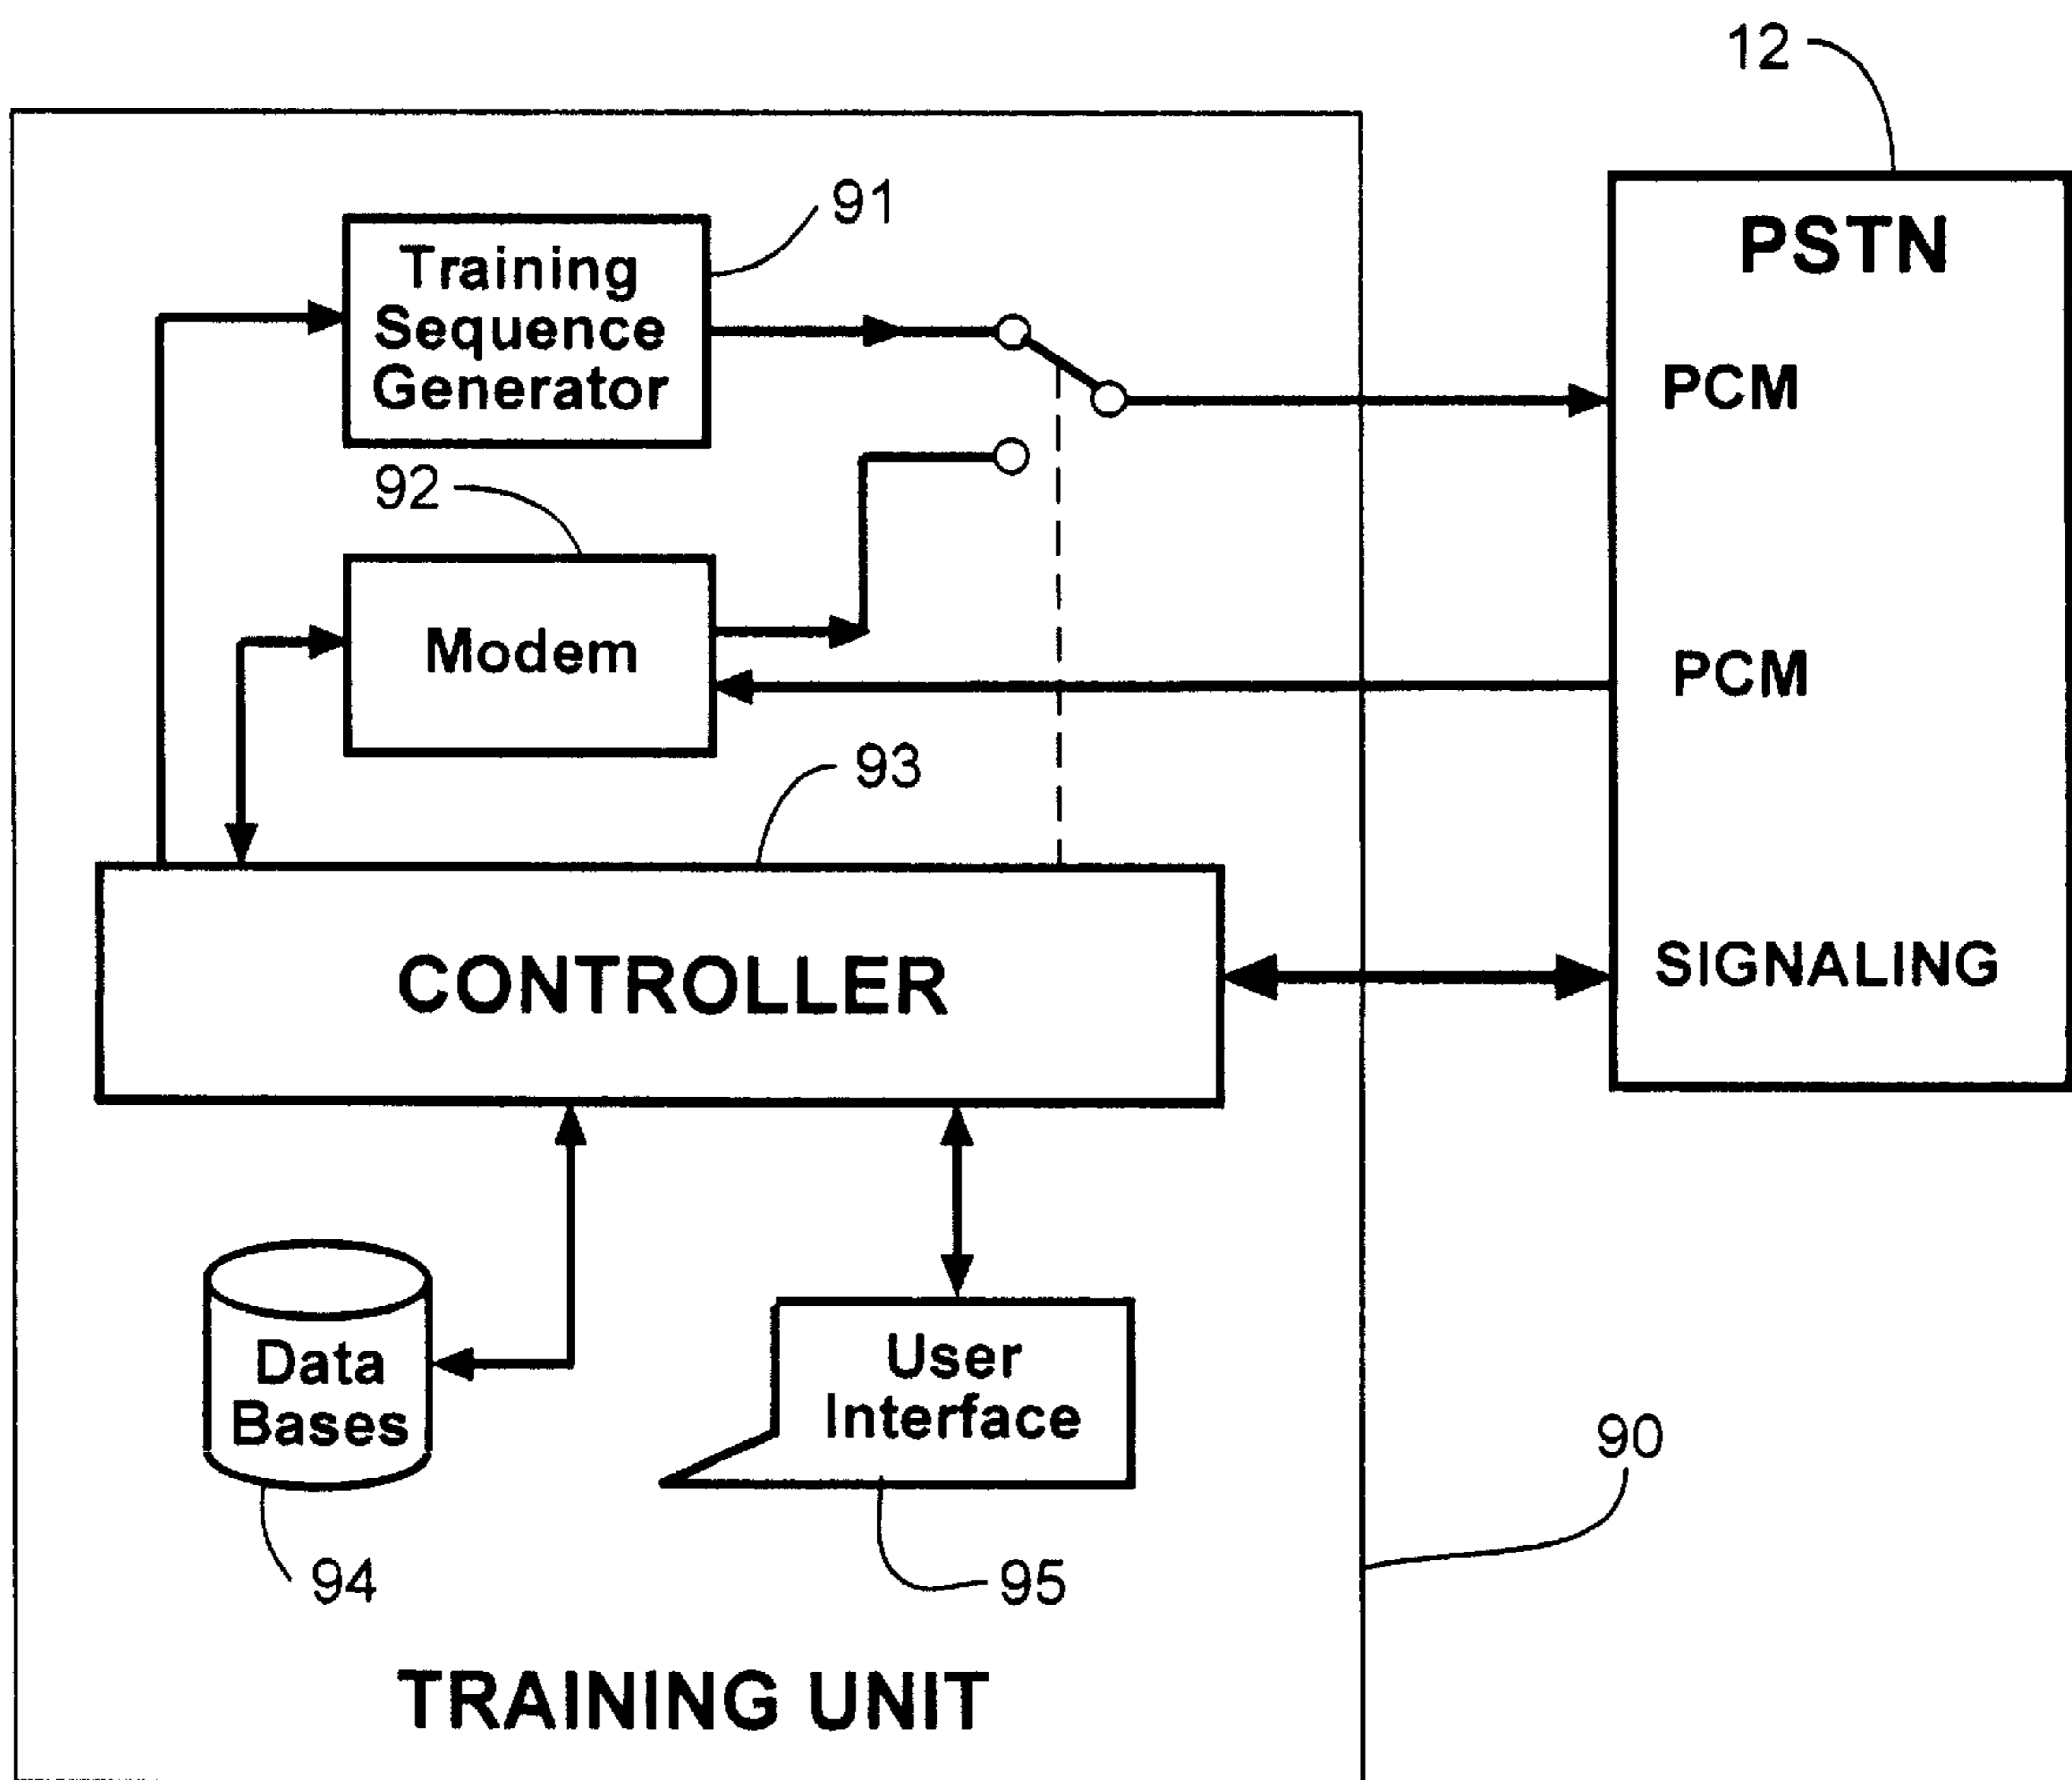 12
PSTN
91
Training
Sequence
Generator
PCM
92
Modem
PCM
93
CONTROLLER
SIGNALING
Data
Bases
User
Interface
90
94
95
TRAINING UNIT